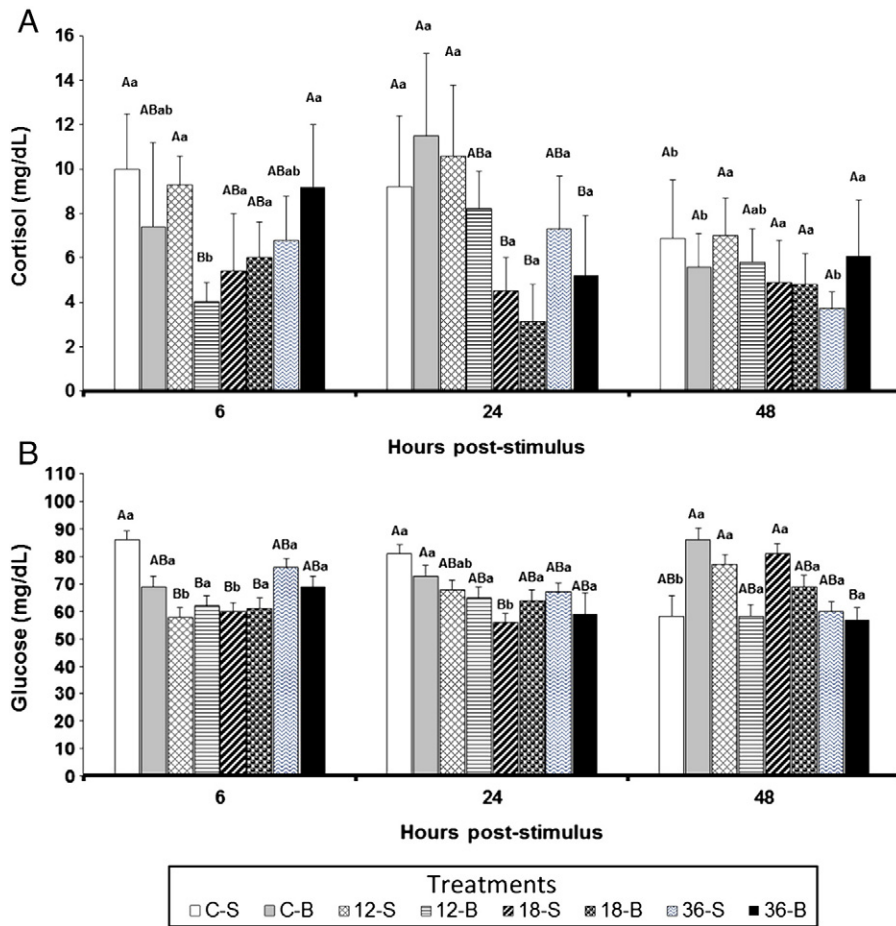 A
16
14
12
10
8
6
4
2
0
Cortisol (mg/dL)
Aa ABab Aa Bb ABa ABa ABab Aa
Aa Aa Aa ABa Ba Ba ABa Ba
Ab Ab Aa Aab Aa Aa Ab Aa
6 24 48
Hours post-stimulus
B
110
100
90
80
70
60
50
40
30
20
10
0
Glucose (mg/dL)
Aa ABa Bb Ba Bb Ba ABa ABa
Aa Aa ABab ABa Bb ABa ABa ABa
ABb Aa Aa ABa Aa ABa ABa Ba
6 24 48
Hours post-stimulus
Treatments
C-S C-B 12-S 12-B 18-S 18-B 36-S 36-B